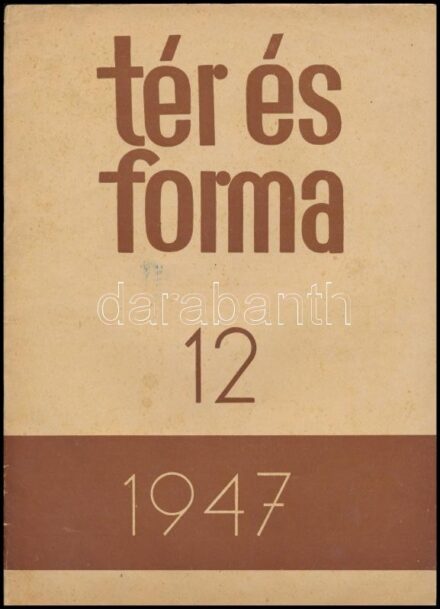 tér és
forma
darabanth
12
1947